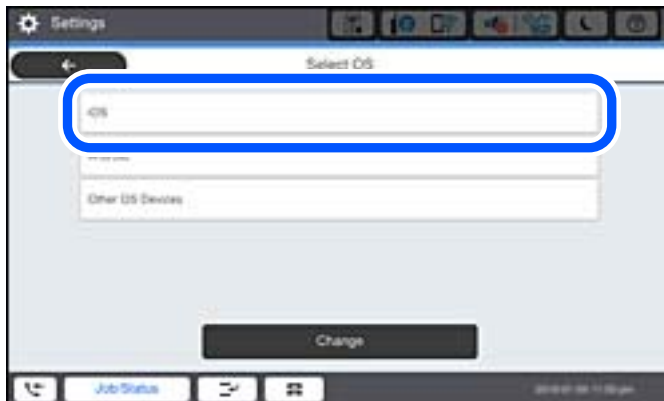 Settings
Select OS
iOS
Other OS Devices
Change
Job Status